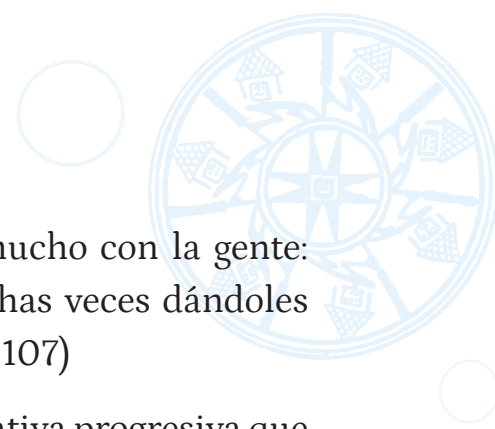 mucho con la gente:
has veces dándoles
107)
ativa progresiva que